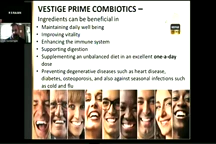 VESTIGE PRIME COMBIOTICS –
Ingredients can be beneficial in
• Maintaining daily well being
• Improving vitality
• Enhancing the immune system
• Supporting digestion
• Supplementing an unbalanced diet in an excellent one-a-day
dose
• Preventing degenerative diseases such as heart disease,
diabetes, osteoporosis, and also against seasonal infections such
as cold and flu